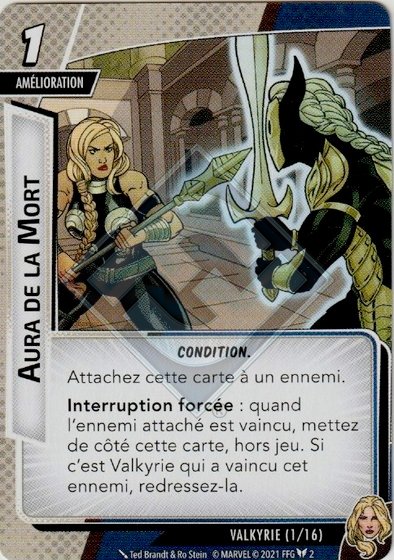 1
AMÉLIORATION
AURA DE LA MORT
CONDITION.
Attachez cette carte à un ennemi.
Interruption forcée : quand
l'ennemi attaché est vaincu, mettez
de côté cette carte, hors jeu. Si
c'est Valkyrie qui a vaincu cet
ennemi, redressez-la.
VALKYRIE (1/16)
Ted Brandt & Ro Stein © MARVEL © 2021 FFG 2